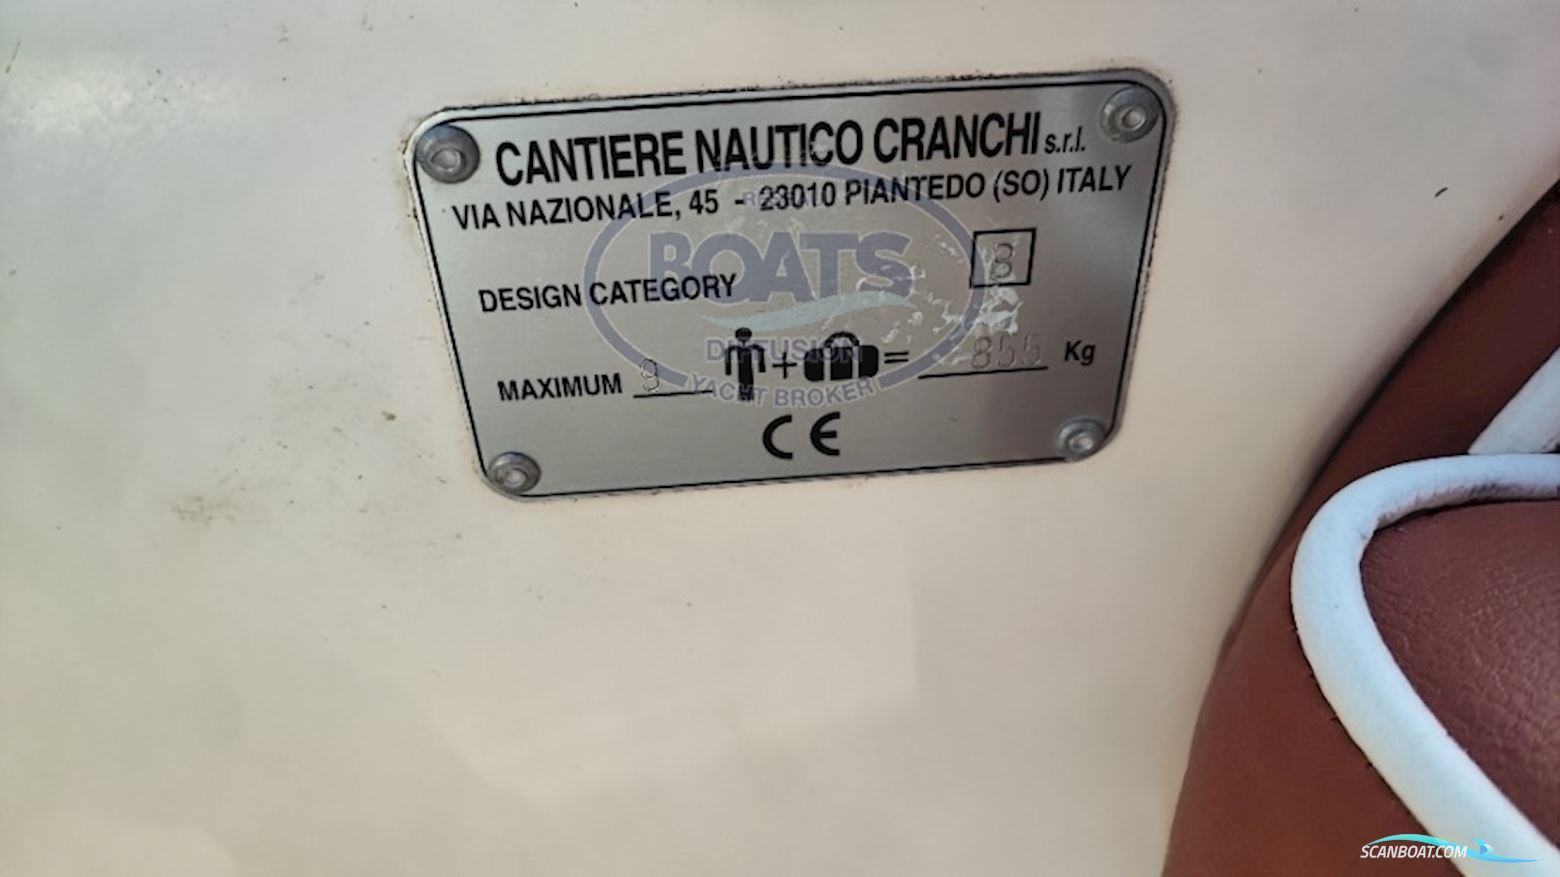 CANTIERE NAUTICO CRANCHI s.r.l.
VIA NAZIONALE, 45 - 23010 PIANTEDO (SO) ITALY
DESIGN CATEGORY B
MAXIMUM 9 + = 855 Kg
CE
BOATS
DIFFUSION
YACHT BROKER
SCANBOAT.COM